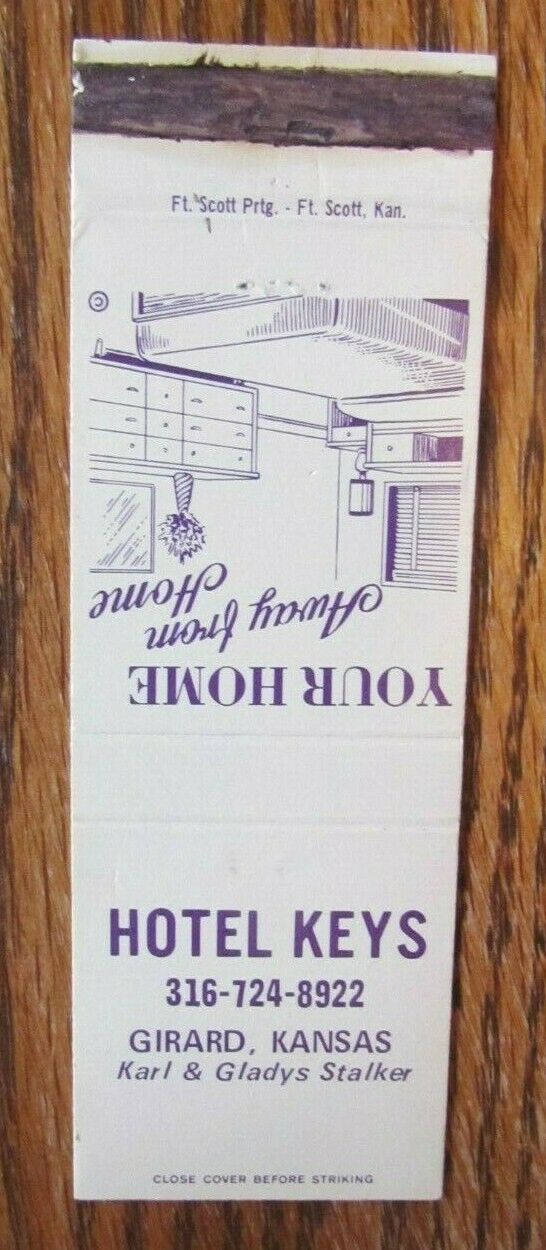 Ft. Scott Prtg. - Ft. Scott, Kan.
©
YOUR HOME
Away from
Home
HOTEL KEYS
316-724-8922
GIRARD, KANSAS
Karl & Gladys Stalker
CLOSE COVER BEFORE STRIKING